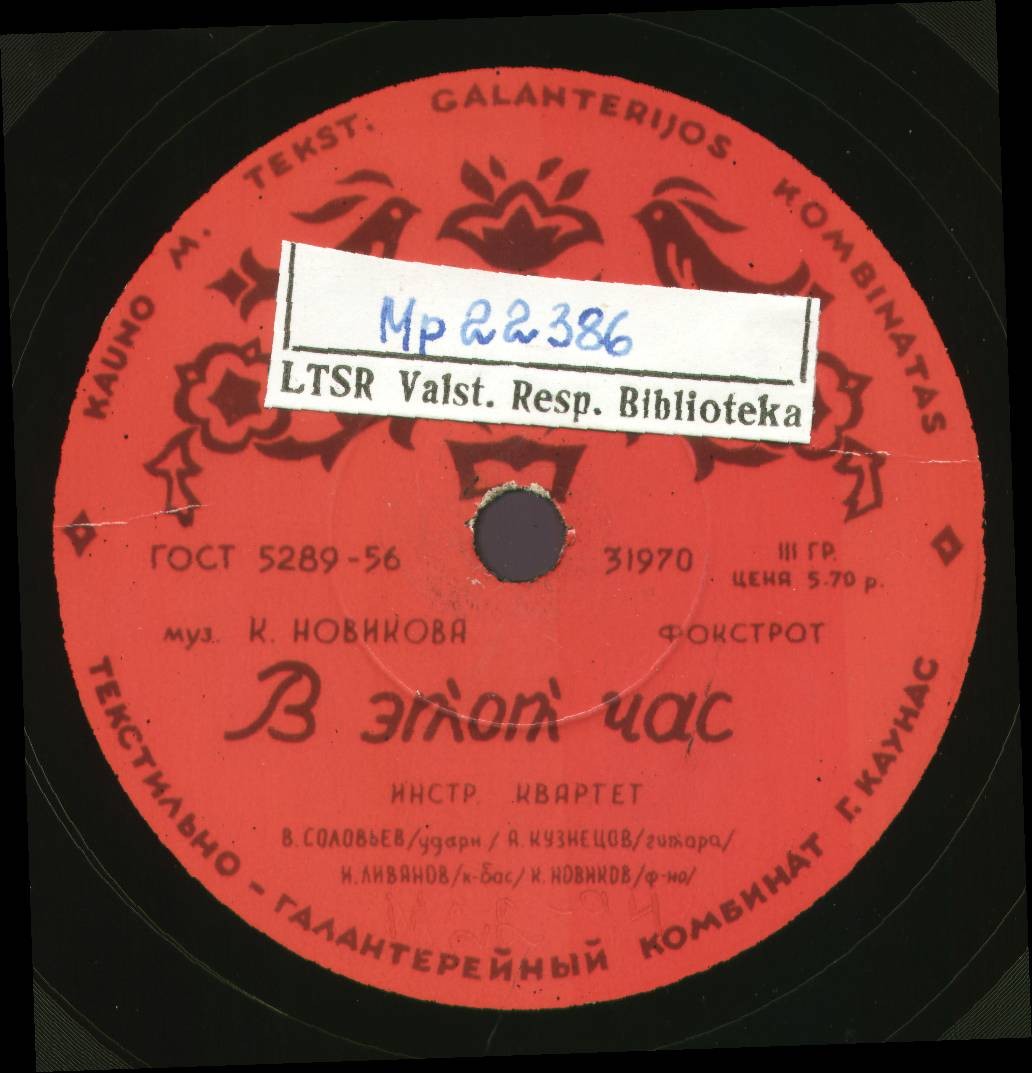 KAUNO M. TEKST. GALANTERIJOS KOMBINATAS
Mp 22386
LTSR Valst. Resp. Biblioteka
ГОСТ 5289-56
31970
III ГР.
ЦЕНА 5-70 р.
муз. К. НОВИКОВА
ФОКСТРОТ
В этот час
ИНСТР. КВАРТЕТ
В. СОЛОВЬЕВ/ударн/ А. КУЗНЕЦОВ/гитара/
И. ЛИВАНОВ/к-бас/ К. НОВИКОВ/ф-но/
ТЕКСТИЛЬНО - ГАЛАНТЕРЕЙНЫЙ КОМБИНАТ Г. КАУНАС